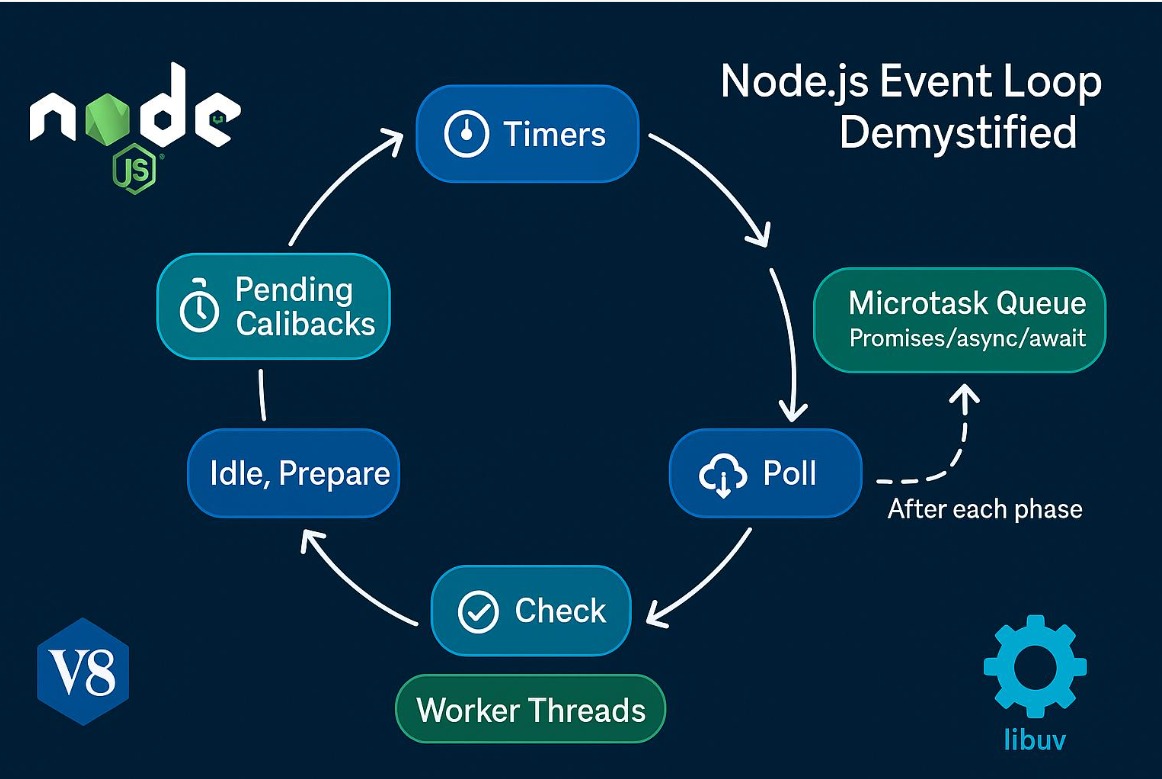 node
JS
Node.js Event Loop
Demystified
Timers
Pending
Calibacks
Microtask Queue
Promises/async/await
Idle, Prepare
Poll
After each phase
Check
Worker Threads
V8
libuv